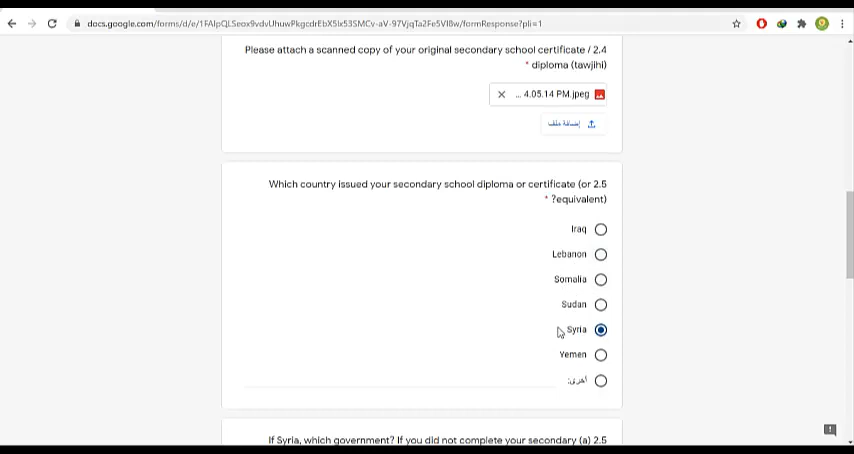 docs.google.com/forms/d/e/1FAIpQLSeox9vdvUhuwPkgcdrEbX5lx53SMCv-aV-97VjqTa2Fe5VI8w/formResponse?pli=1
Please attach a scanned copy of your original secondary school certificate / 2.4
* diploma (tawjihi)
... 4.05.14 PM.jpeg
إضافة ملف
Which country issued your secondary school diploma or certificate (or 2.5
* ?equivalent)
Iraq
Lebanon
Somalia
Sudan
Syria
Yemen
أخرى:
If Syria, which government? If you did not complete your secondary (a) 2.5